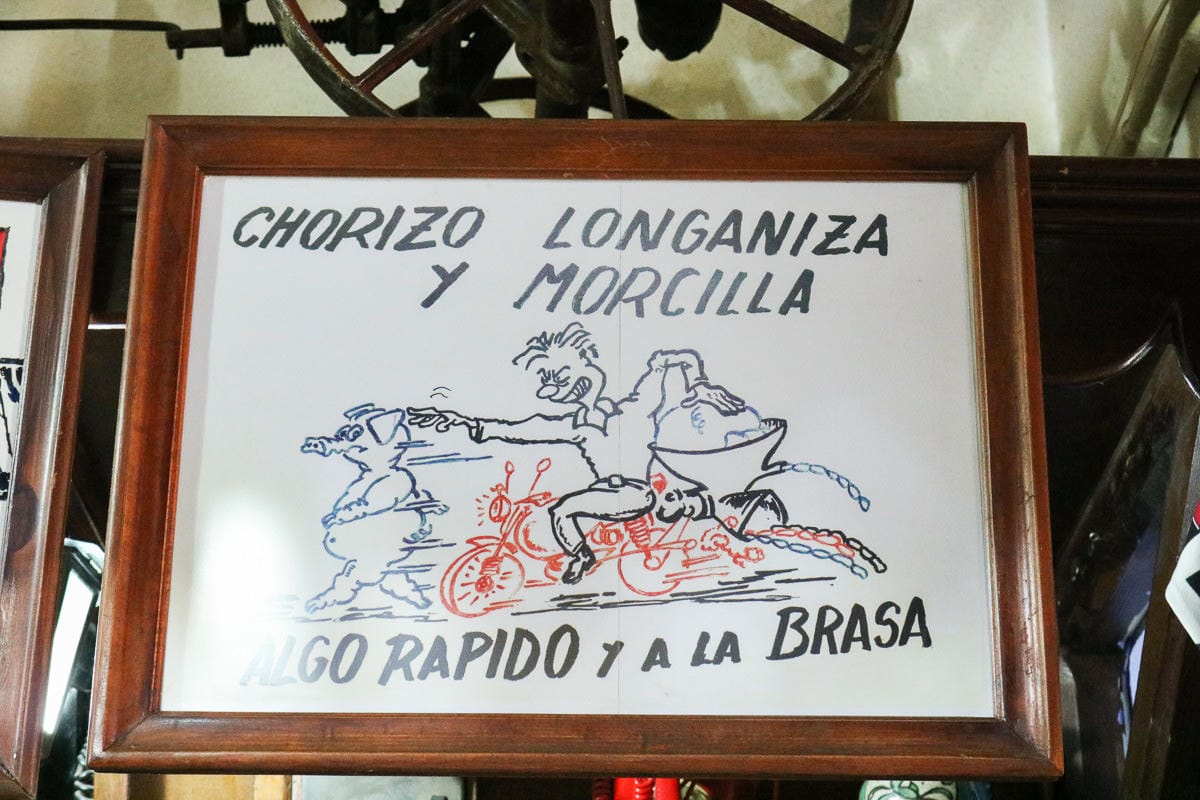 CHORIZO LONGANIZA
Y MORCILLA
ALGO RAPIDO Y A LA BRASA